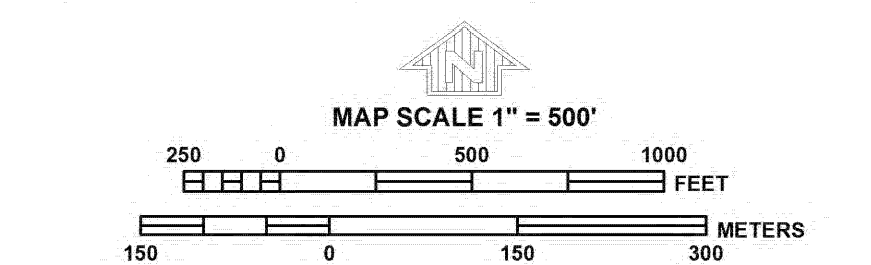 N
MAP SCALE 1" = 500'
250 0 500 1000
FEET
METERS
150 0 150 300